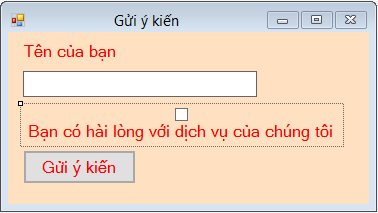 Gửi ý kiến
Tên của bạn
Bạn có hài lòng với dịch vụ của chúng tôi
Gửi ý kiến